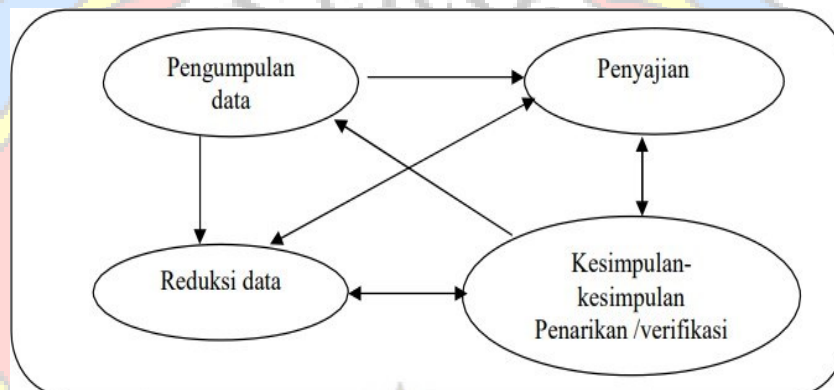 Pengumpulan
data
Penyajian
Reduksi data
Kesimpulan-
kesimpulan
Penarikan /verifikasi